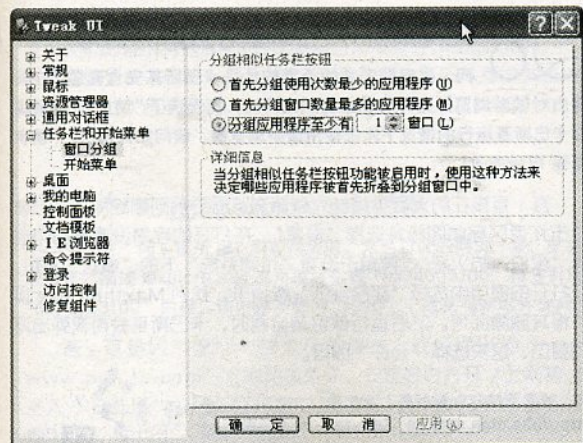 Tweak UI
关于
常规
鼠标
资源管理器
通用对话框
任务栏和开始菜单
窗口分组
开始菜单
桌面
我的电脑
控制面板
文档模板
IE浏览器
命令提示符
登录
访问控制
修复组件
分组相似任务栏按钮
首先分组使用次数最少的应用程序(U)
首先分组窗口数量最多的应用程序(M)
分组应用程序至少有 窗口(L)
详细信息
当分组相似任务栏按钮功能被启用时，使用这种方法来
决定哪些应用程序被首先折叠到分组窗口中。
确 定
取 消
应用(A)